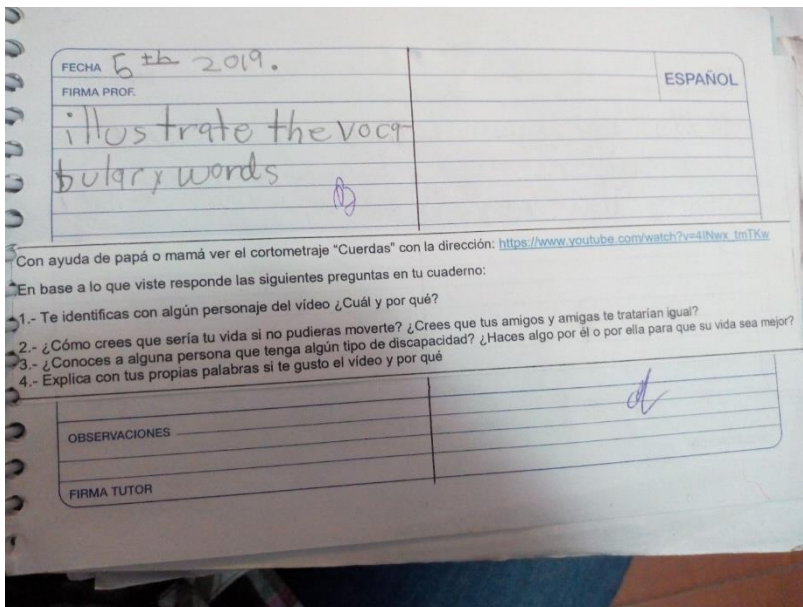 FECHA 5th 2019.
ESPAÑOL
FIRMA PROF.
illustrate the voca
bulary words
Con ayuda de papá o mamá ver el cortometraje "Cuerdas" con la dirección: https://www.youtube.com/watch?v=4INwx_tmTKw
En base a lo que viste responde las siguientes preguntas en tu cuaderno:
1.- Te identificas con algún personaje del vídeo ¿Cuál y por qué?
2.- ¿Cómo crees que sería tu vida si no pudieras moverte? ¿Crees que tus amigos y amigas te tratarían igual?
3.- ¿Conoces a alguna persona que tenga algún tipo de discapacidad? ¿Haces algo por él o por ella para que su vida sea mejor?
4.- Explica con tus propias palabras si te gusto el vídeo y por qué
OBSERVACIONES
FIRMA TUTOR